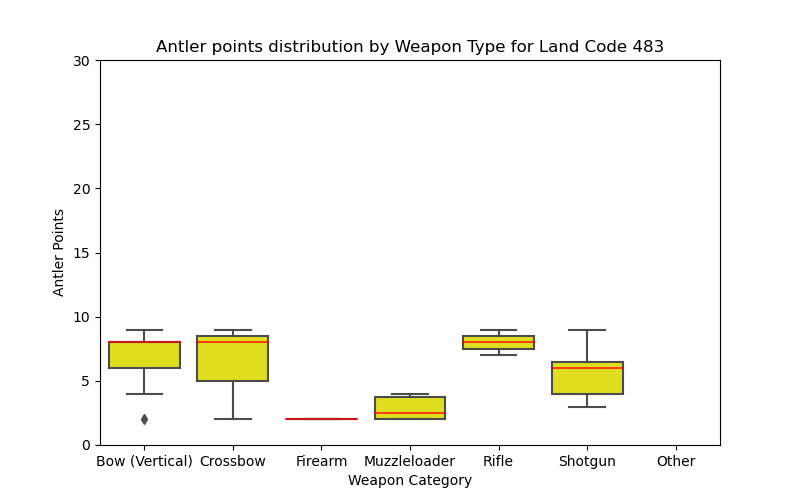 Antler points distribution by Weapon Type for Land Code 483
30
25
20
15
10
5
0
Antler Points
Bow (Vertical) Crossbow Firearm Muzzleloader Rifle Shotgun Other
Weapon Category